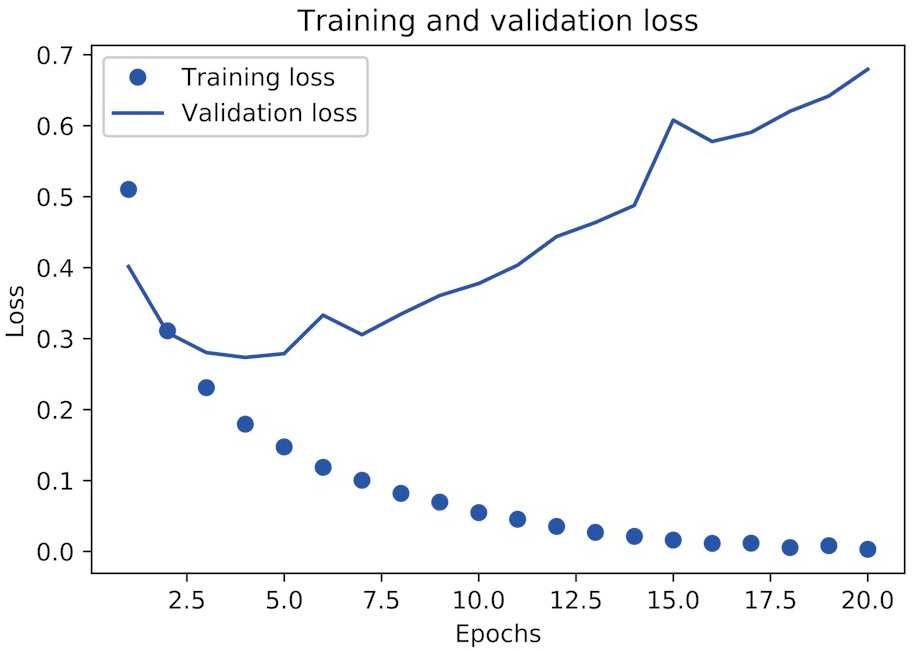 Training and validation loss
Training loss
Validation loss
0.7
0.6
0.5
0.4
0.3
0.2
0.1
0.0
Loss
2.5 5.0 7.5 10.0 12.5 15.0 17.5 20.0
Epochs